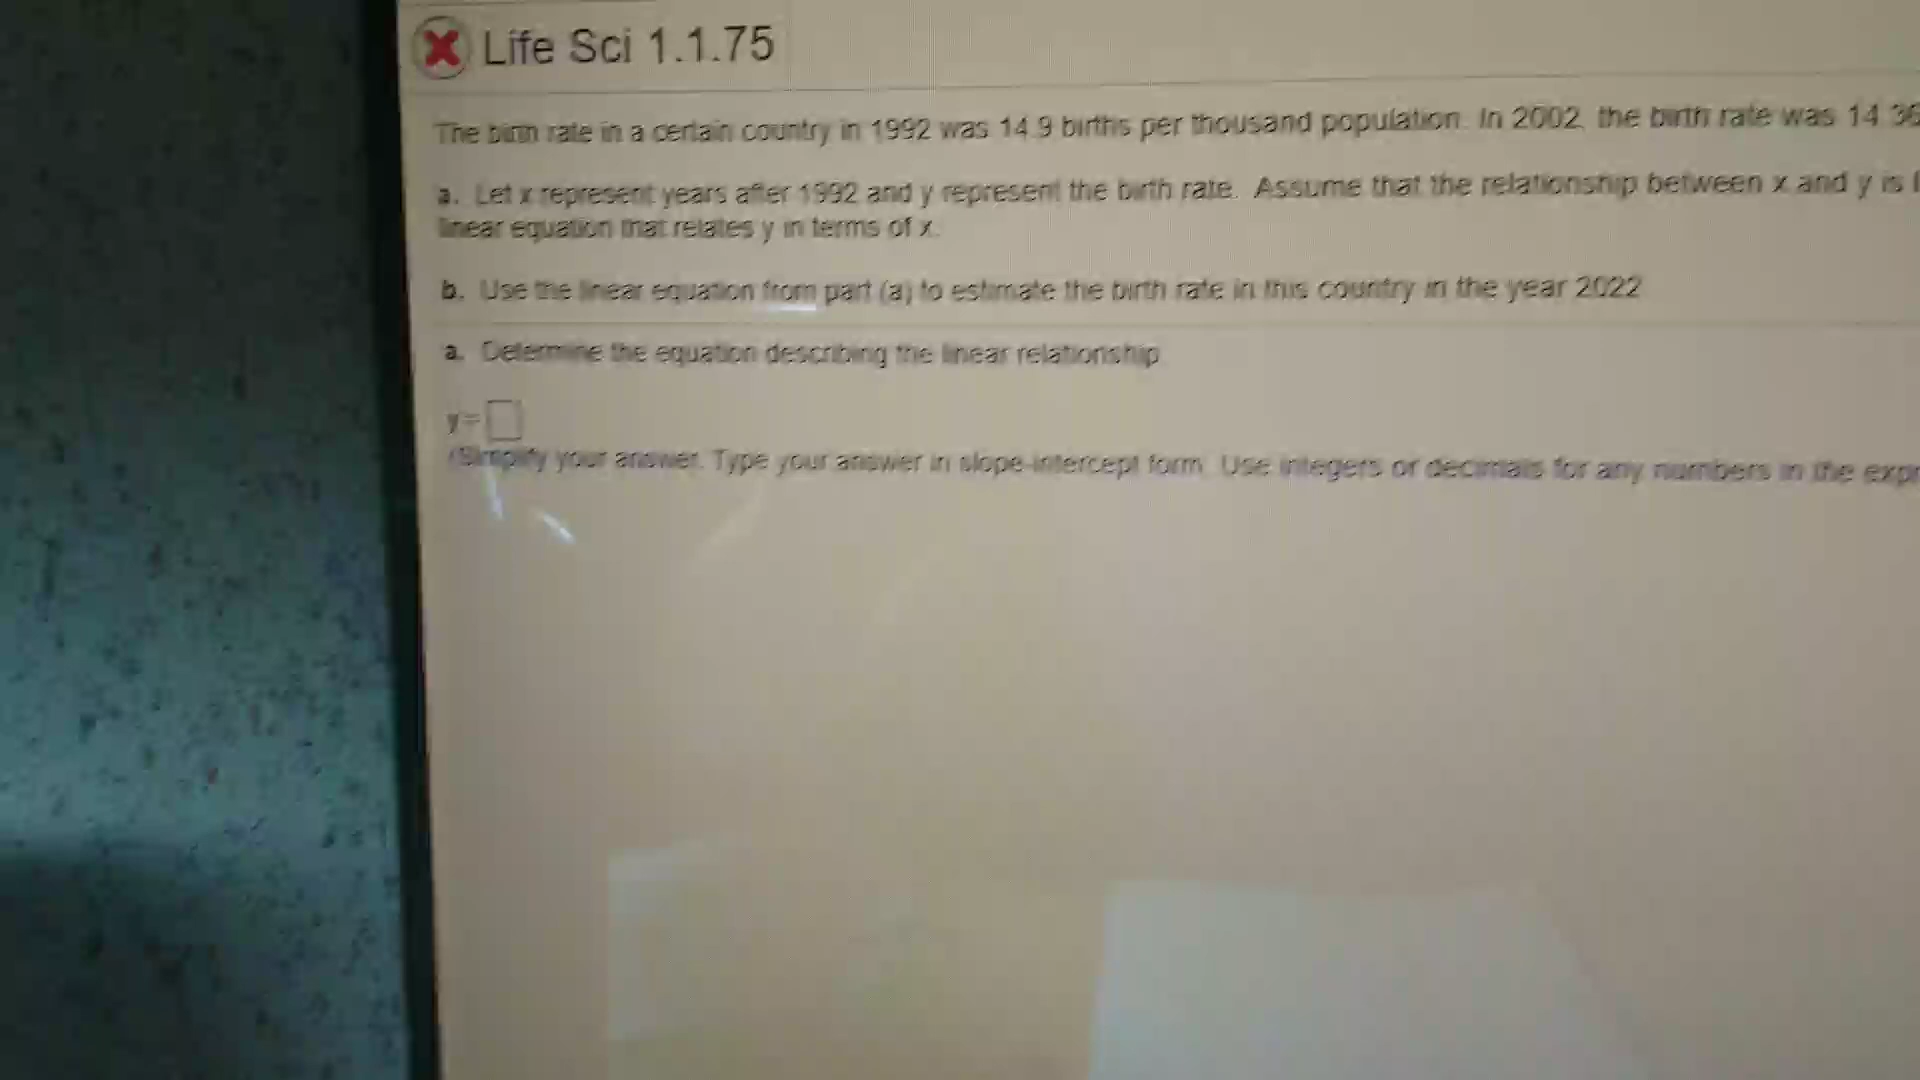 Life Sci 1.1.75
The birth rate in a certain country in 1992 was 14.9 births per thousand population. In 2002, the birth rate was 14.36
a. Let x represent years after 1992 and y represent the birth rate. Assume that the relationship between x and y is
linear equation that relates y in terms of x.
b. Use the linear equation from part (a) to estimate the birth rate in this country in the year 2022.
a. Determine the equation describing the linear relationship.
y=
(Simplify your answer. Type your answer in slope-intercept form. Use integers or decimals for any numbers in the